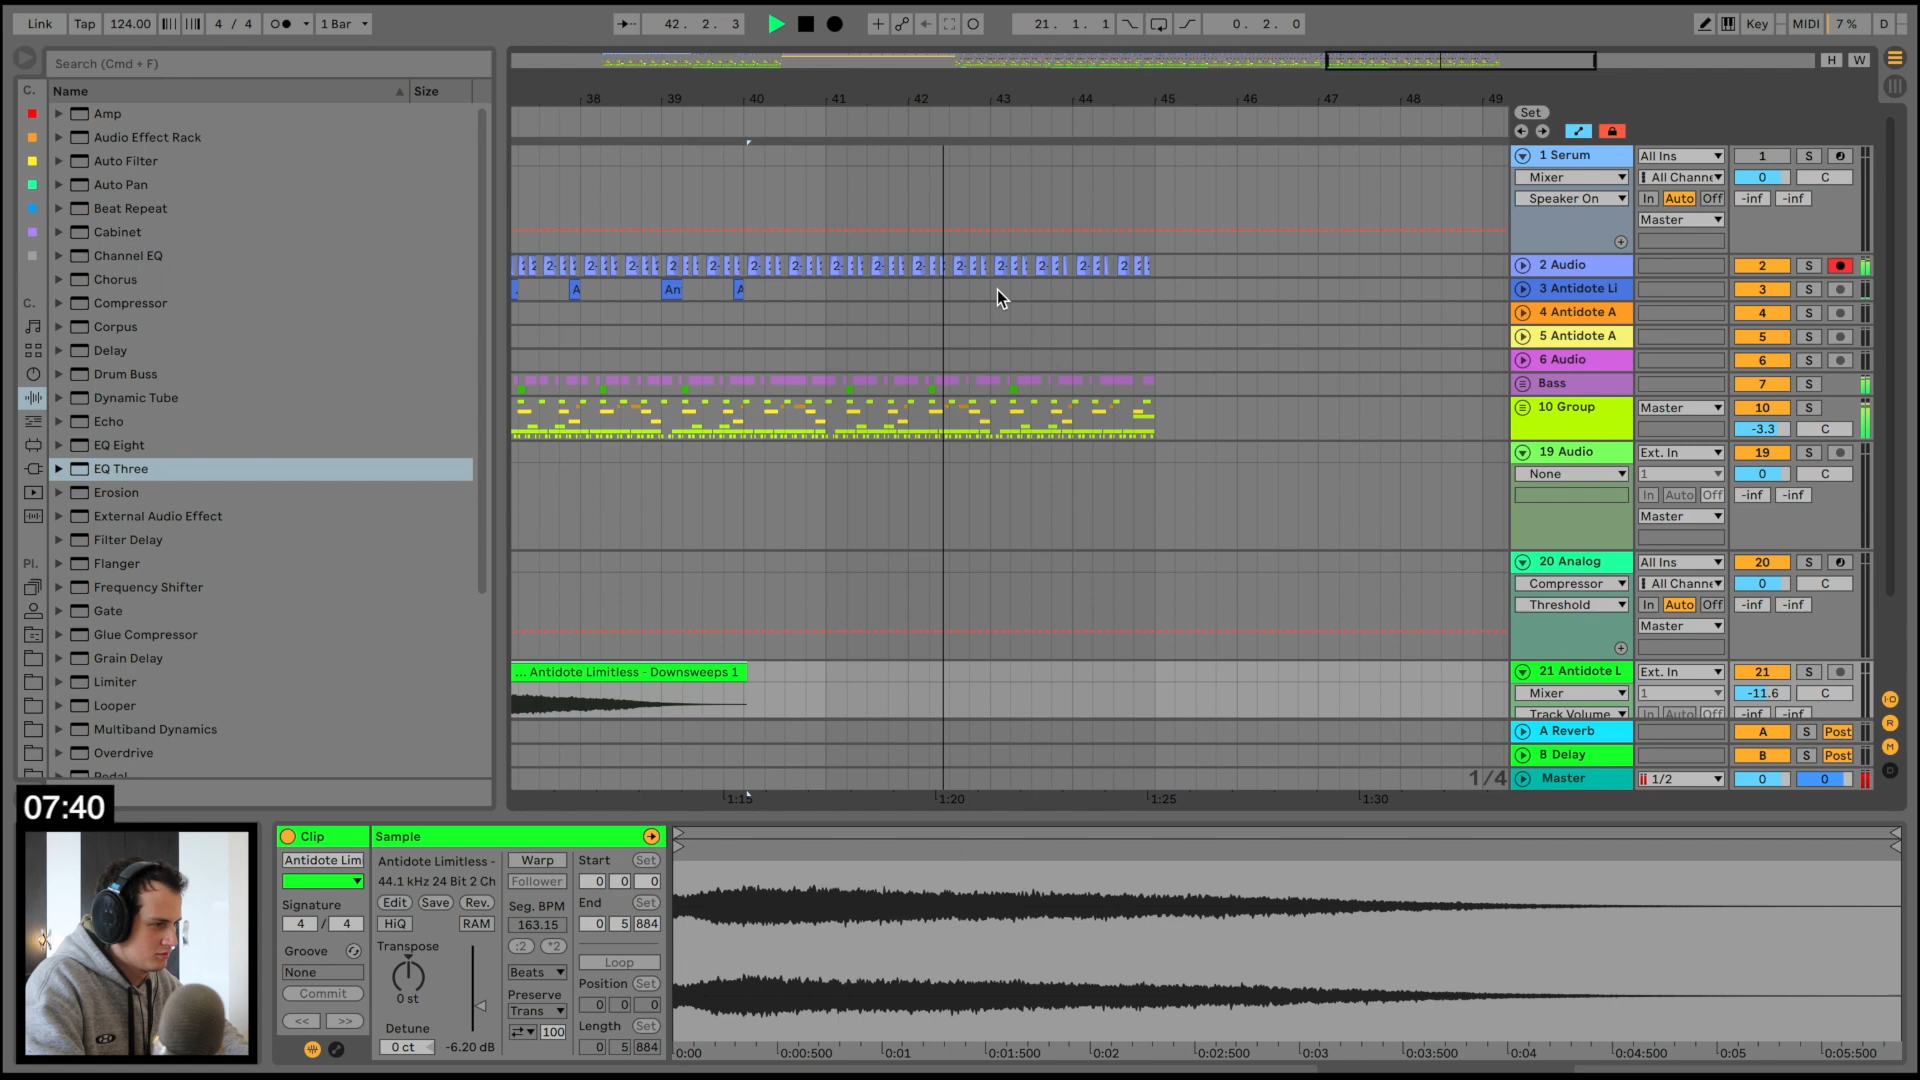 Link Tap 124.00 4 / 4 1 Bar 42. 2. 3 21. 1. 1 0. 2. 0 Key MIDI 7 % D
Search (Cmd + F)
H W
C. Name Size
38 39 40 41 42 43 44 45 46 47 48 49
Set
Amp
Audio Effect Rack
Auto Filter
Auto Pan
Beat Repeat
Cabinet
Channel EQ
Chorus
C. Compressor
Corpus
Delay
Drum Buss
Dynamic Tube
Echo
EQ Eight
EQ Three
Erosion
External Audio Effect
Filter Delay
Pl. Flanger
Frequency Shifter
Gate
Glue Compressor
Grain Delay
Limiter
Looper
Multiband Dynamics
Overdrive
Pedal
1 Serum All Ins 1 S
Mixer All Channe 0 C
Speaker On In Auto Off -inf -inf
Master
2 Audio 2 S
A An A
3 Antidote Li 3 S
4 Antidote A 4 S
5 Antidote A 5 S
6 Audio 6 S
Bass 7 S
10 Group Master 10 S
-3.3 C
19 Audio Ext. In 19 S
None 1 0 C
In Auto Off -inf -inf
Master
20 Analog All Ins 20 S
Compressor All Channe 0 C
Threshold In Auto Off -inf -inf
Master
... Antidote Limitless - Downsweeps 1
21 Antidote L Ext. In 21 S
Mixer 1 -11.6 C
Track Volume In Auto Off -inf -inf
I·O
R
M
D
A Reverb A S Post
B Delay B S Post
1/4
Master 1/2 0 0
1:15 1:20 1:25 1:30
07:40
Clip
Antidote Lim
Signature
4 / 4
Groove
None
Commit
<< >>
Sample
Antidote Limitless -
44.1 kHz 24 Bit 2 Ch
Edit Save Rev.
HiQ RAM
Transpose
0 st
Detune
0 ct -6.20 dB
Warp
Follower
Seg. BPM
163.15
:2 *2
Beats
Preserve
Trans
100
Start Set
0 0 0
End Set
0 5 884
Loop
Position Set
0 0 0
Length Set
0 5 884
0:00 0:00:500 0:01 0:01:500 0:02 0:02:500 0:03 0:03:500 0:04 0:04:500 0:05 0:05:500